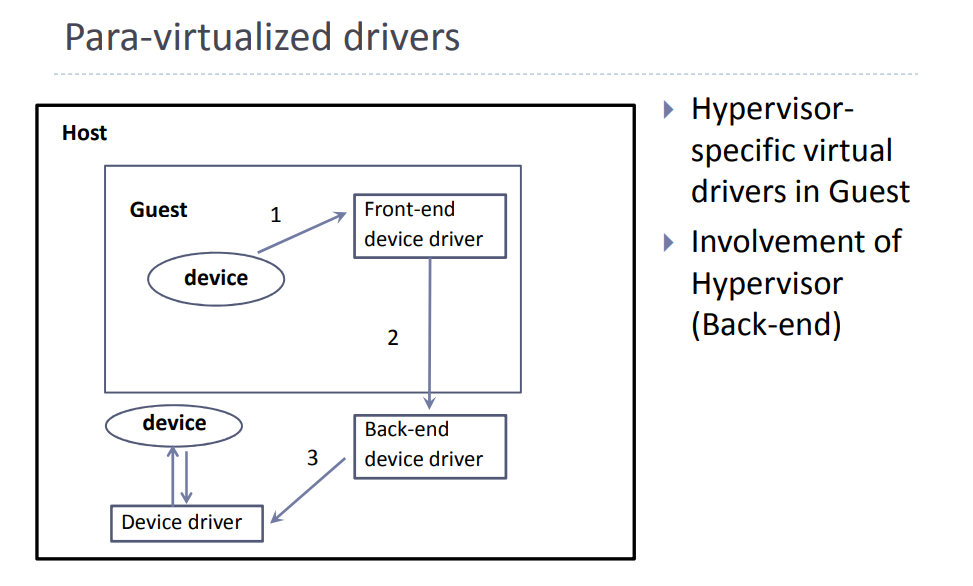 Para-virtualized drivers
Host
Guest
1
Front-end
device driver
device
2
device
Back-end
device driver
3
Device driver
Hypervisor-
specific virtual
drivers in Guest
Involvement of
Hypervisor
(Back-end)